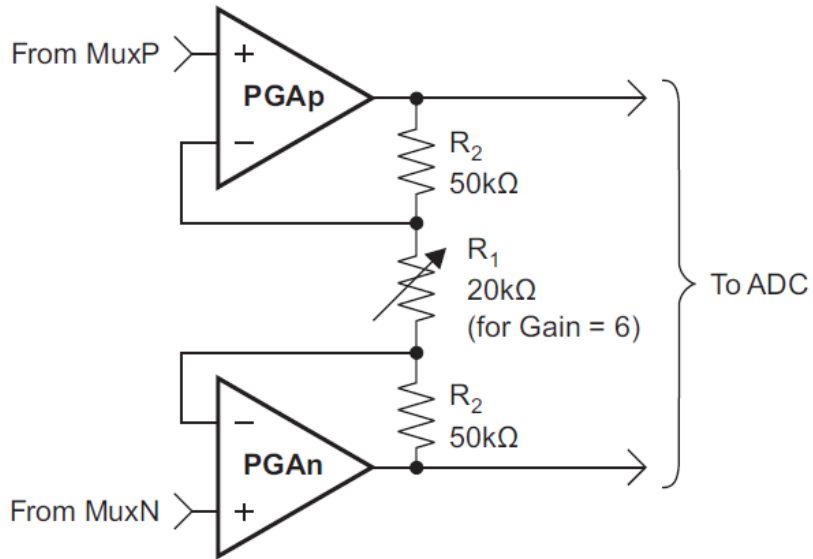 From MuxP
+
PGAp
−
R₂
50kΩ
R₁
20kΩ
(for Gain = 6)
To ADC
R₂
50kΩ
−
PGAn
From MuxN
+